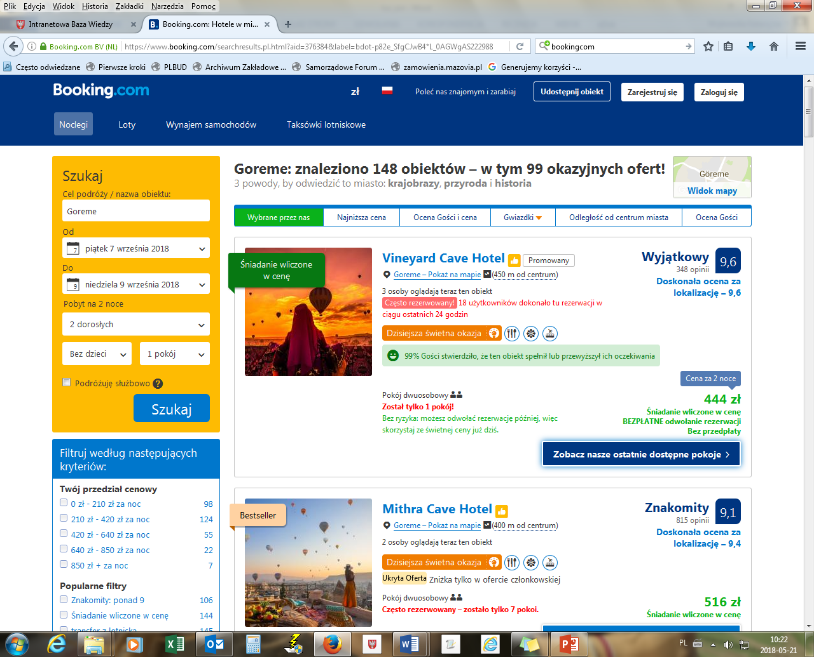 Plik Edycja Widok Historia Zakładki Narzędzia Pomoc
Intranetowa Baza Wiedzy
Booking.com: Hotele w mi...
Booking.com BV (NL)
https://www.booking.com/searchresults.pl.html?aid=376384&label=bdot-
bookingcom
Często odwiedzane
Pierwsze kroki
PLBUD
Archiwum Zakładowe ...
Samorządowe Forum ...
zamowienia.mazovia.pl
Generujemy korzyści -...
Booking.com
zł
Poleć nas znajomym i zarabiaj
Udostępnij obiekt
Zarejestruj się
Zaloguj się
Noclegi
Loty
Wynajem samochodów
Taksówki lotniskowe
Szukaj
Cel podróży / nazwa obiektu:
Goreme
Od
7 piątek 7 września 2018
Do
9 niedziela 9 września 2018
Pobyt na 2 noce
2 dorosłych
Bez dzieci
1 pokój
Podróżuję służbowo ?
Szukaj
Filtruj według następujących
kryteriów:
Twój przedział cenowy
0 zł - 210 zł za noc 98
210 zł - 420 zł za noc 124
420 zł - 640 zł za noc 55
640 zł - 850 zł za noc 22
850 zł + za noc 7
Popularne filtry
Znakomity: ponad 9 106
Śniadanie wliczone w cenę 144
transfer z lotniska 145
Goreme: znaleziono 148 obiektów – w tym 99 okazyjnych ofert!
3 powody, by odwiedzić to miasto: krajobrazy, przyroda i historia
Goreme
Widok mapy
Wybrane przez nas
Najniższa cena
Ocena Gości i cena
Gwiazdki
Odległość od centrum miasta
Ocena Gości
Śniadanie wliczone
w cenę
Vineyard Cave Hotel
Promowany
Goreme – Pokaż na mapie (450 m od centrum)
3 osoby oglądają teraz ten obiekt
Często rezerwowany! 18 użytkowników dokonało tu rezerwacji w
ciągu ostatnich 24 godzin
Dzisiejsza świetna okazja
99% Gości stwierdziło, że ten obiekt spełnił lub przewyższył ich oczekiwania
Wyjątkowy 9,6
348 opinii
Doskonała ocena za
lokalizację – 9,6
Pokój dwuosobowy
Został tylko 1 pokój!
Bez ryzyka: możesz odwołać rezerwację później, więc
skorzystaj ze świetnej ceny już dziś.
Cena za 2 noce
444 zł
Śniadanie wliczone w cenę
BEZPŁATNE odwołanie rezerwacji
Bez przedpłaty
Zobacz nasze ostatnie dostępne pokoje
Bestseller
Mithra Cave Hotel
Goreme – Pokaż na mapie (400 m od centrum)
2 osoby oglądają teraz ten obiekt
Dzisiejsza świetna okazja
Ukryta Oferta Zniżka tylko w ofercie członkowskiej
Pokój dwuosobowy
Często rezerwowany – zostało tylko 7 pokoi.
Znakomity 9,1
815 opinii
Doskonała ocena za
lokalizację – 9,4
516 zł
Śniadanie wliczone w cenę
PL
10:22
2018-05-21